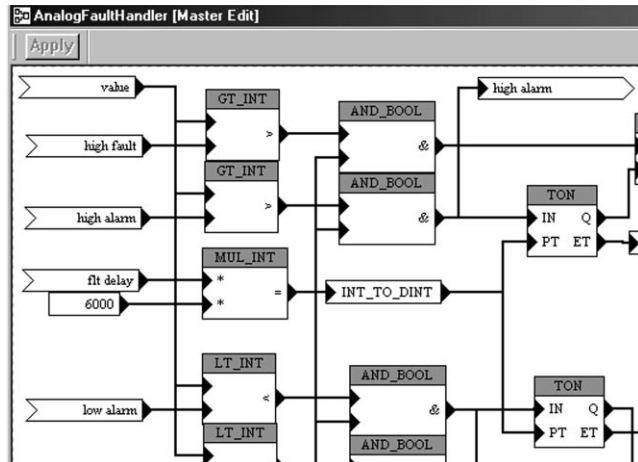 AnalogFaultHandler [Master Edit]
Apply
value
GT_INT
>
high alarm
AND_BOOL
&
high fault
GT_INT
>
AND_BOOL
&
high alarm
TON
IN Q
PT ET
MUL_INT
flt delay
*
6000
* =
INT_TO_DINT
LT_INT
<
AND_BOOL
&
TON
IN Q
PT ET
low alarm
LT_INT
AND_BOOL